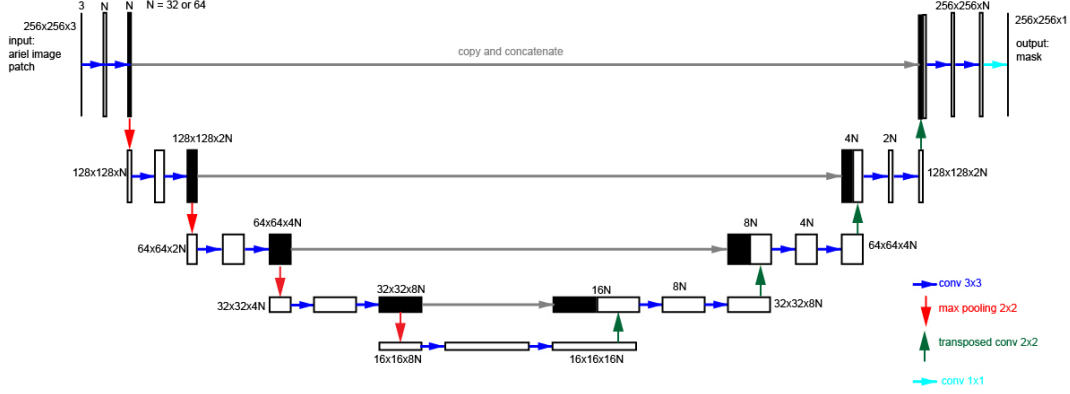 3 N N N = 32 or 64
256x256x3
input:
ariel image
patch
copy and concatenate
256x256xN
256x256x1
output:
mask
128x128x2N
128x128xN
4N 2N
128x128x2N
64x64x4N
64x64x2N
8N 4N
64x64x4N
32x32x8N
32x32x4N
16N 8N
32x32x8N
16x16x8N
16x16x16N
conv 3x3
max pooling 2x2
transposed conv 2x2
conv 1x1